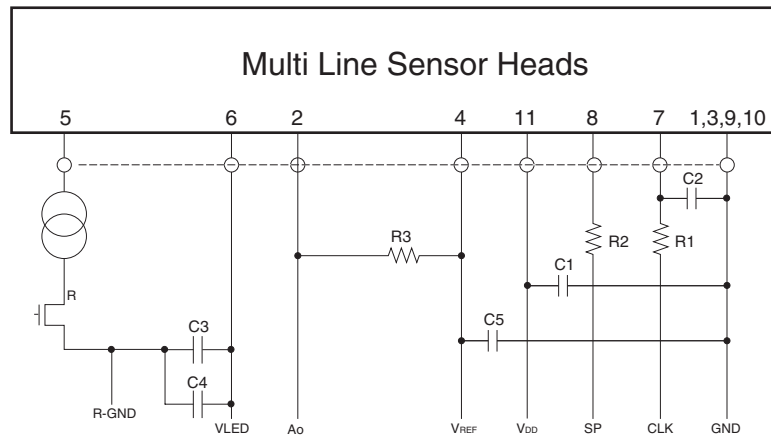 Multi Line Sensor Heads
5 6 2 4 11 8 7 1,3,9,10
C2
R3 R2 R1
C1
R
C3 C5
C4
R-GND VLED Ao VREF VDD SP CLK GND